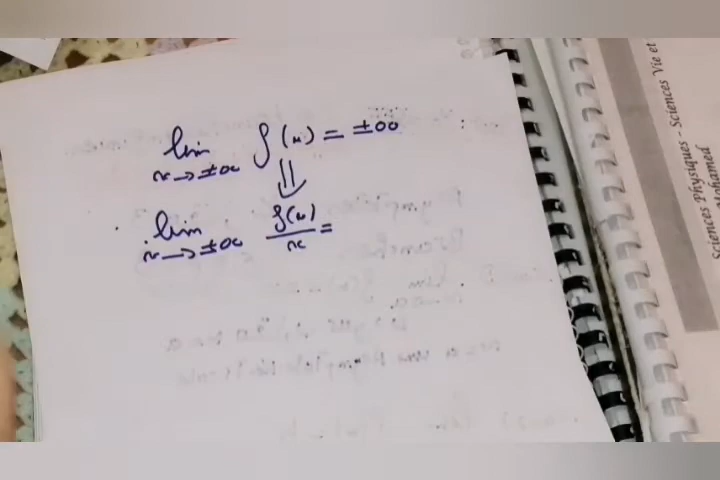 lim f(x) = ±∞ :
x → ±∞
⇓
lim f(x)/x =
x → ±∞
Sciences Physiques - Sciences Vie et
Mohamed